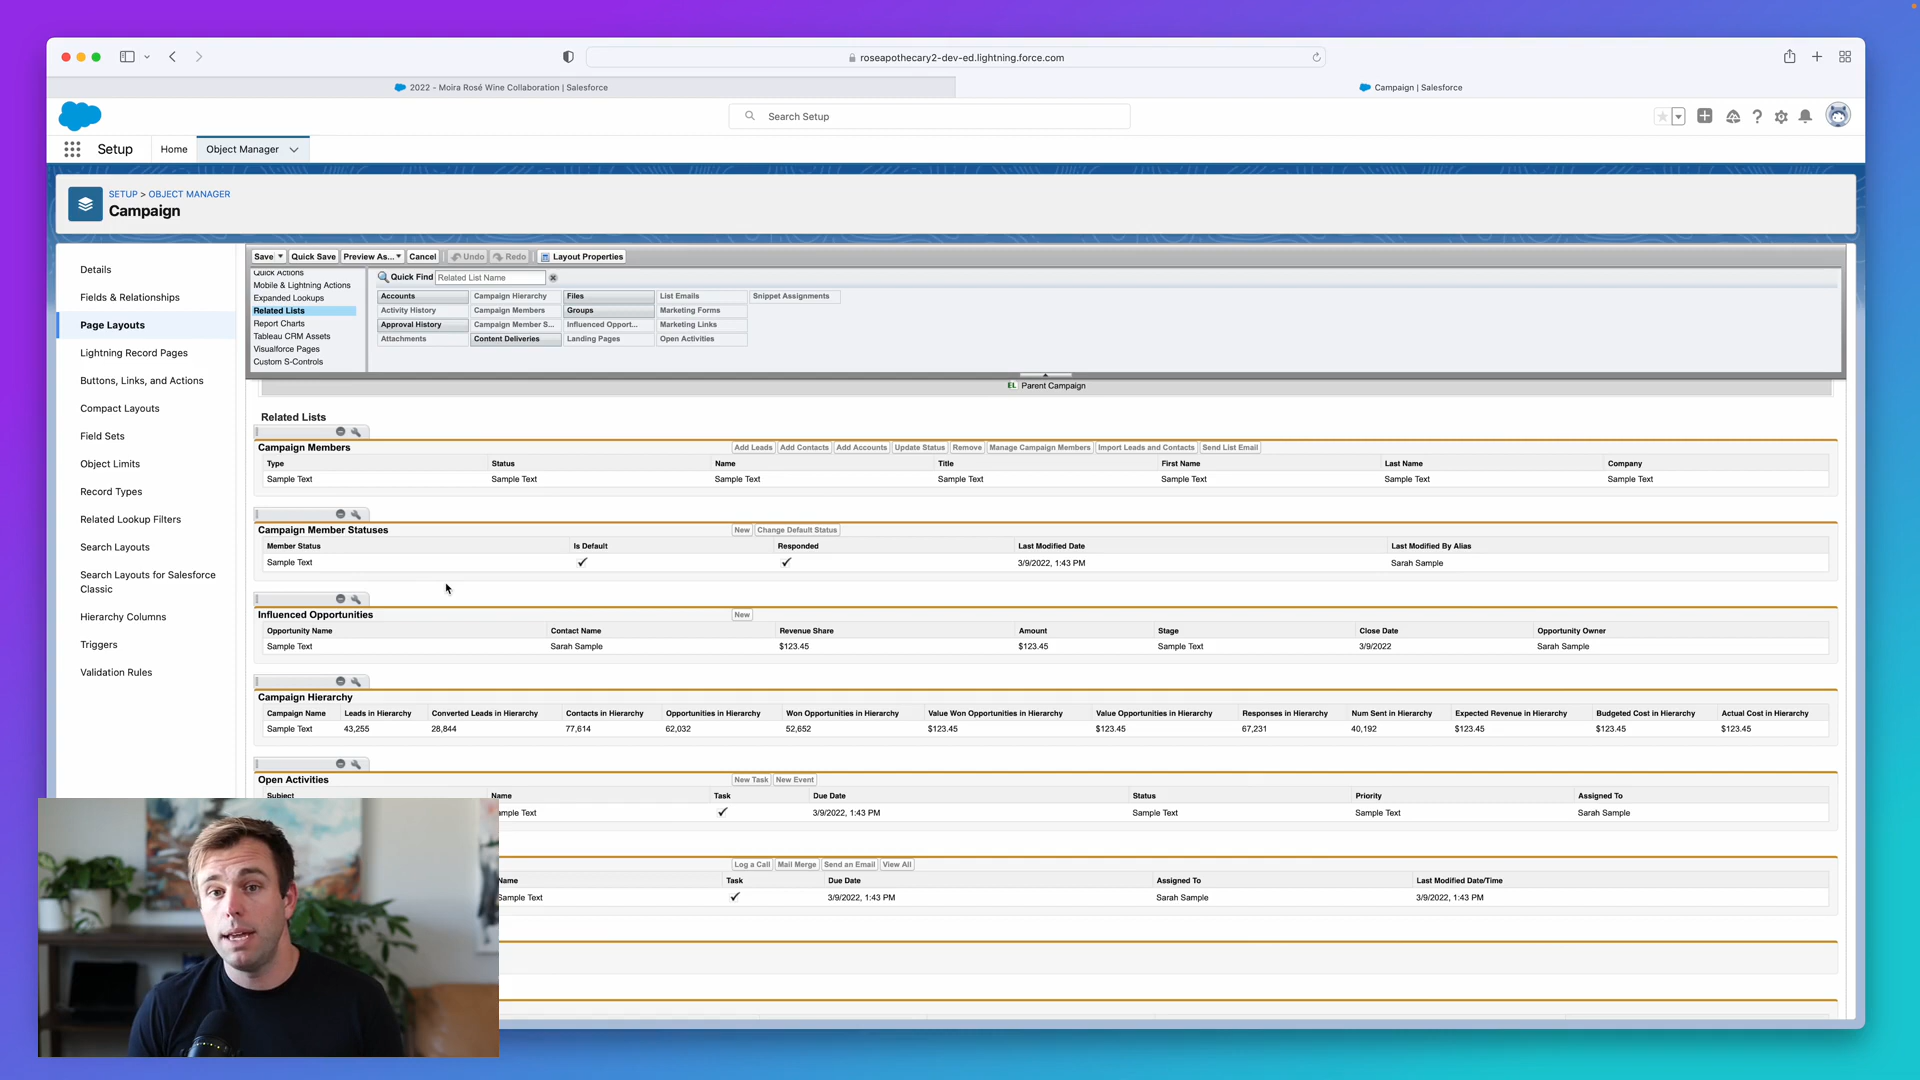 roseapothecary2-dev-ed.lightning.force.com
2022 - Moira Rosé Wine Collaboration | Salesforce
Campaign | Salesforce
Search Setup
Setup
Home
Object Manager
SETUP > OBJECT MANAGER
Campaign
Details
Fields & Relationships
Page Layouts
Lightning Record Pages
Buttons, Links, and Actions
Compact Layouts
Field Sets
Object Limits
Record Types
Related Lookup Filters
Search Layouts
Search Layouts for Salesforce
Classic
Hierarchy Columns
Triggers
Validation Rules
Save Quick Save Preview As... Cancel Undo Redo Layout Properties
Quick Actions
Mobile & Lightning Actions
Expanded Lookups
Related Lists
Report Charts
Tableau CRM Assets
Visualforce Pages
Custom S-Controls
Quick Find Related List Name
Accounts Campaign Hierarchy Files List Emails Snippet Assignments
Activity History Campaign Members Groups Marketing Forms
Approval History Campaign Member S... Influenced Opport... Marketing Links
Attachments Content Deliveries Landing Pages Open Activities
EL Parent Campaign
Related Lists
Campaign Members Add Leads Add Contacts Add Accounts Update Status Remove Manage Campaign Members Import Leads and Contacts Send List Email
Type Status Name Title First Name Last Name Company
Sample Text Sample Text Sample Text Sample Text Sample Text Sample Text Sample Text
Campaign Member Statuses New Change Default Status
Member Status Is Default Responded Last Modified Date Last Modified By Alias
Sample Text ✓ ✓ 3/9/2022, 1:43 PM Sarah Sample
Influenced Opportunities New
Opportunity Name Contact Name Revenue Share Amount Stage Close Date Opportunity Owner
Sample Text Sarah Sample $123.45 $123.45 Sample Text 3/9/2022 Sarah Sample
Campaign Hierarchy
Campaign Name Leads in Hierarchy Converted Leads in Hierarchy Contacts in Hierarchy Opportunities in Hierarchy Won Opportunities in Hierarchy Value Won Opportunities in Hierarchy Value Opportunities in Hierarchy Responses in Hierarchy Num Sent in Hierarchy Expected Revenue in Hierarchy Budgeted Cost in Hierarchy Actual Cost in Hierarchy
Sample Text 43,255 28,844 77,614 62,032 52,652 $123.45 $123.45 67,231 40,192 $123.45 $123.45 $123.45
Open Activities New Task New Event
Subject Name Task Due Date Status Priority Assigned To
Sample Text ✓ 3/9/2022, 1:43 PM Sample Text Sample Text Sarah Sample
Log a Call Mail Merge Send an Email View All
Name Task Due Date Assigned To Last Modified Date/Time
Sample Text ✓ 3/9/2022, 1:43 PM Sarah Sample 3/9/2022, 1:43 PM